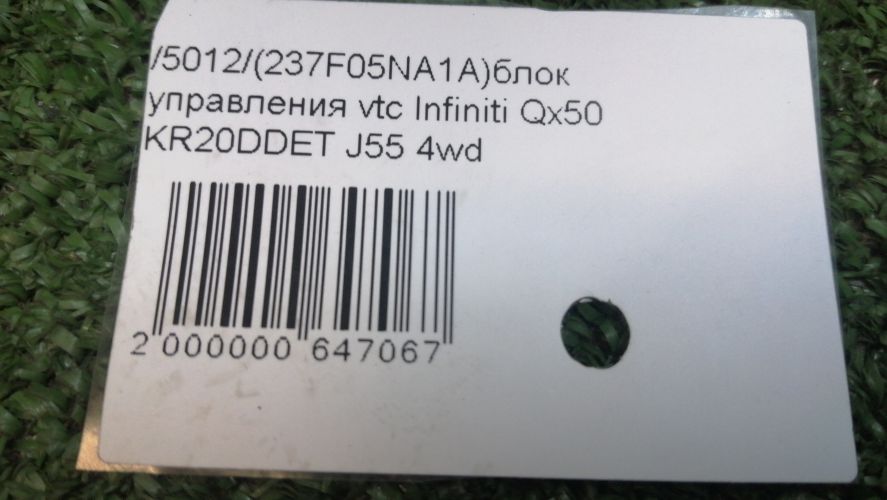 /5012/(237F05NA1A)блок
управления vtc Infiniti Qx50
KR20DDET J55 4wd
2 000000 647067